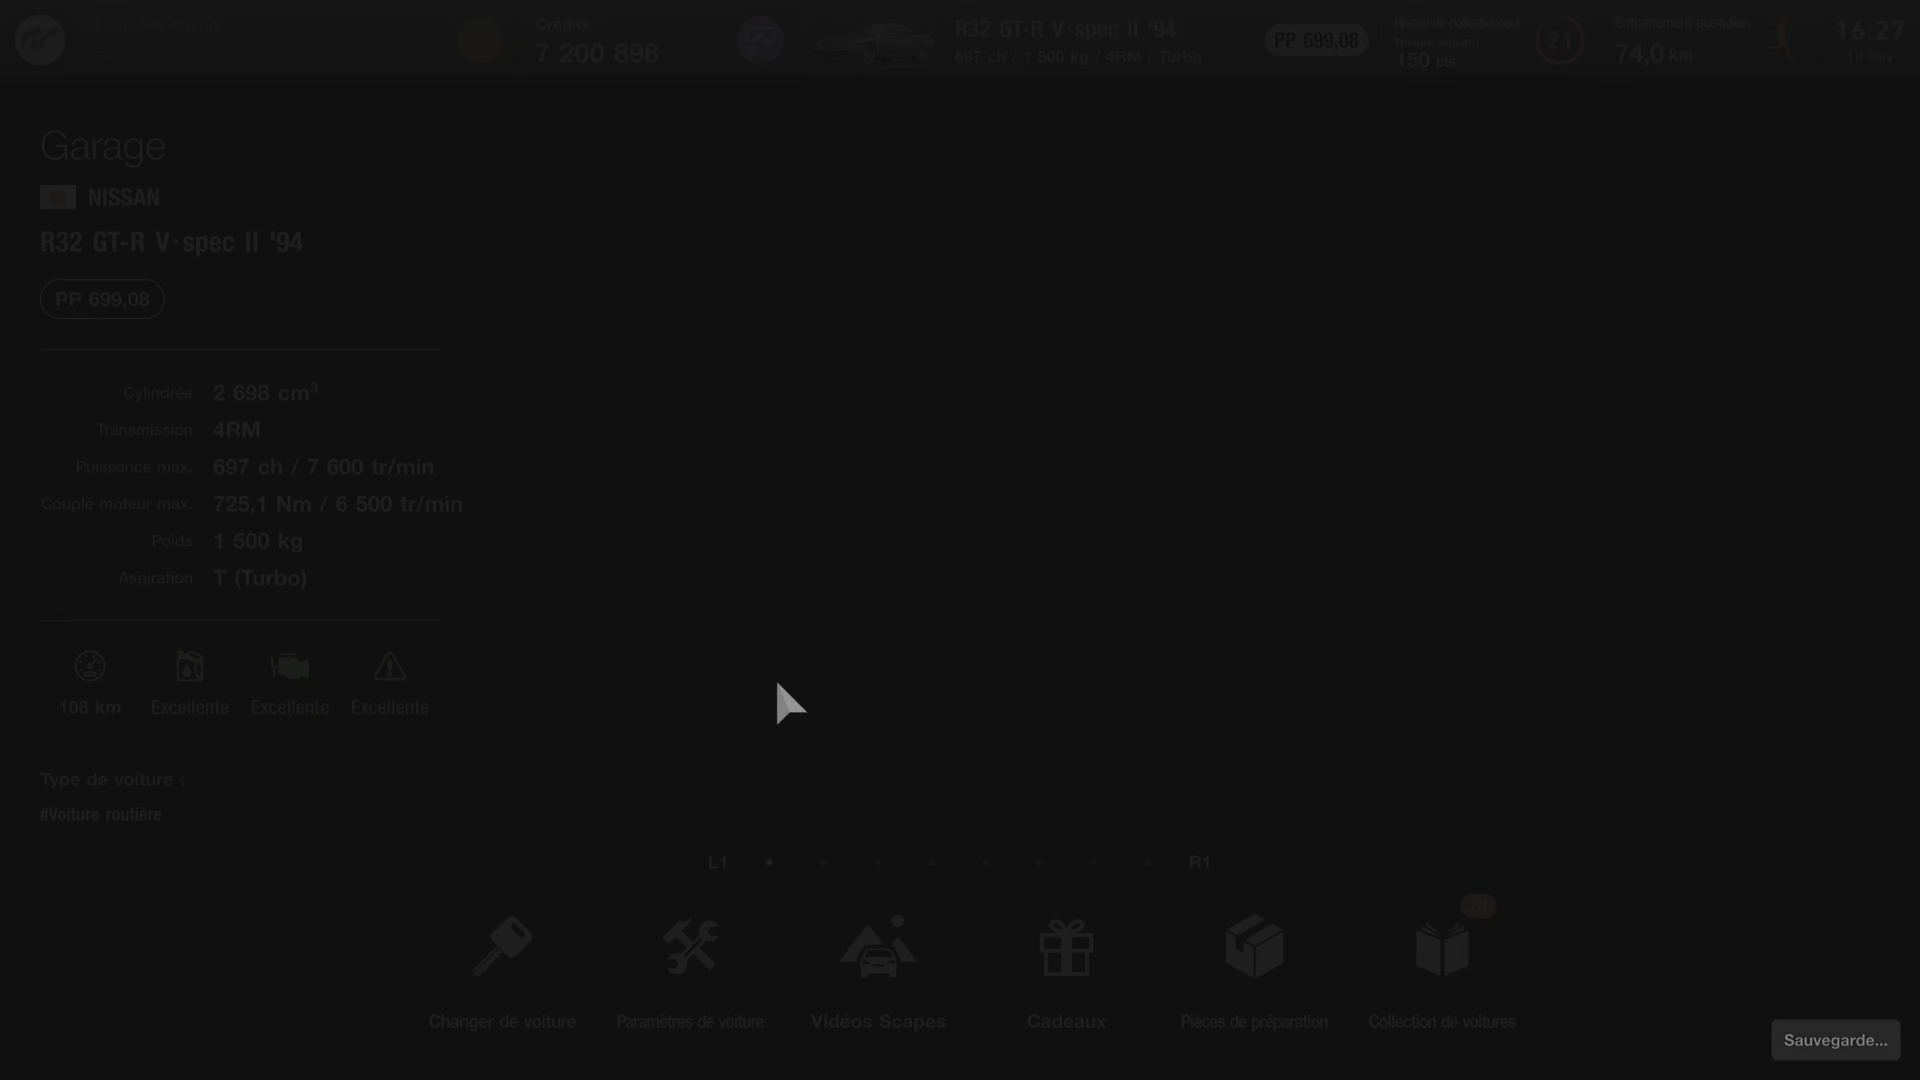 Crédits
7 200 898
R32 GT-R V･spec II '94
697 ch / 1 500 kg / 4RM / Turbo
PP 699,08
Niveau de collectionneur
150 pts
21
Entraînement quotidien
74,0 km
16:27
Garage
NISSAN
R32 GT-R V･spec II '94
PP 699,08
Cylindrée 2 698 cm³
Transmission 4RM
Puissance max. 697 ch / 7 600 tr/min
Couple moteur max. 725,1 Nm / 6 500 tr/min
Poids 1 500 kg
Aspiration T (Turbo)
108 km Excellente Excellente Excellente
Type de voiture :
#Voiture routière
L1 R1
Changer de voiture Paramètres de voiture Vidéos Scapes Cadeaux Pièces de préparation Collection de voitures
Sauvegarde...